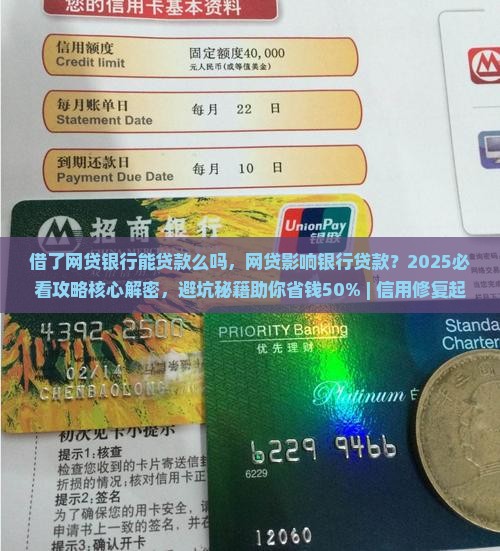 您的信用卡基本资料
信用额度
Credit limit
固定额度40,000
元人民币(或等值美金)
每月账单日
Statement Date
每月 22 日
到期还款日
Payment Due Date
每月 10 日
招商银行
UnionPay
银联
借了网贷银行能贷款么吗，网贷影响银行贷款？2025必
看攻略核心解密，避坑秘籍助你省钱50% | 信用修复起
4392 2500
02/14
CHENBAOLONG
PRIORITY Banking
优先理财
Standa
Charter
Platinum 白
6229 9466
6229
12060
初次见卡小提示
提示1:核查
检查您收到的卡片寄送信封
折损的情况;核对信用卡正
提示2:签名
为了确保您的用卡安全，请
申请书上一致的签名，并在
提示3:确认开卡